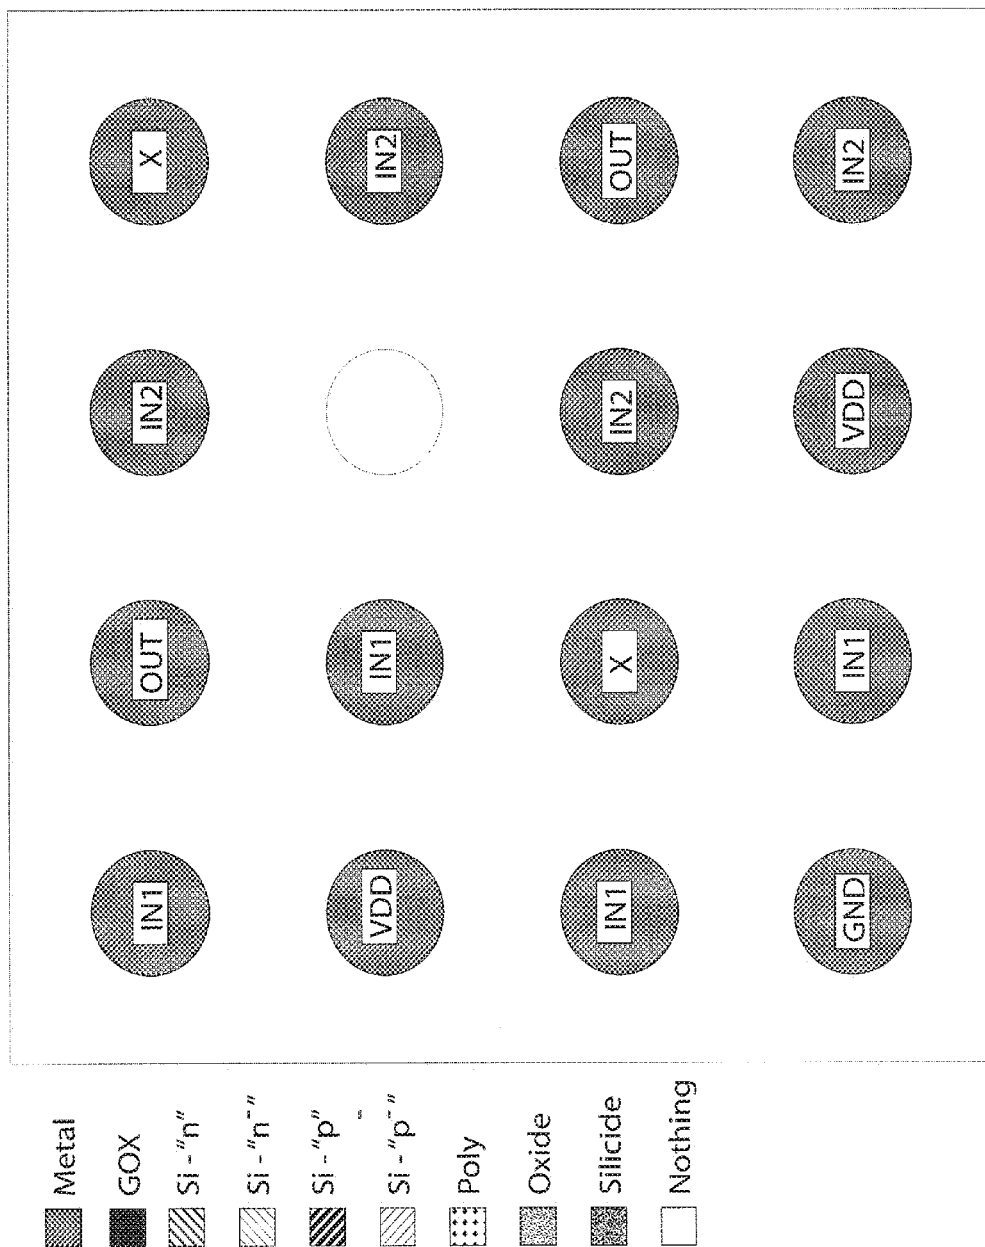 Metal
GOX
Si - "n"
Si - "n⁻"
Si - "p"
Si - "p⁻"
Poly
Oxide
Silicide
Nothing
IN1 OUT IN2 X
VDD IN1 IN2
IN1 X IN2 OUT
GND IN1 VDD IN2